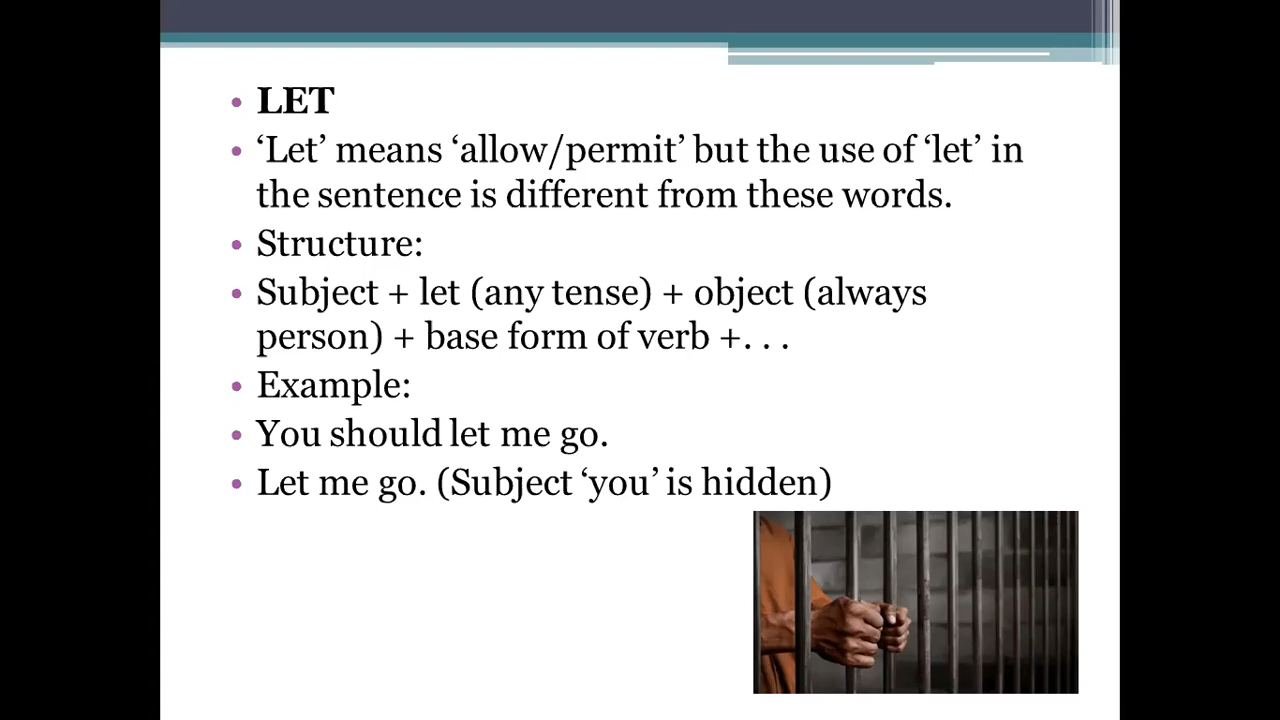 • LET
• ‘Let’ means ‘allow/permit’ but the use of ‘let’ in
the sentence is different from these words.
• Structure:
• Subject + let (any tense) + object (always
person) + base form of verb +. . .
• Example:
• You should let me go.
• Let me go. (Subject ‘you’ is hidden)